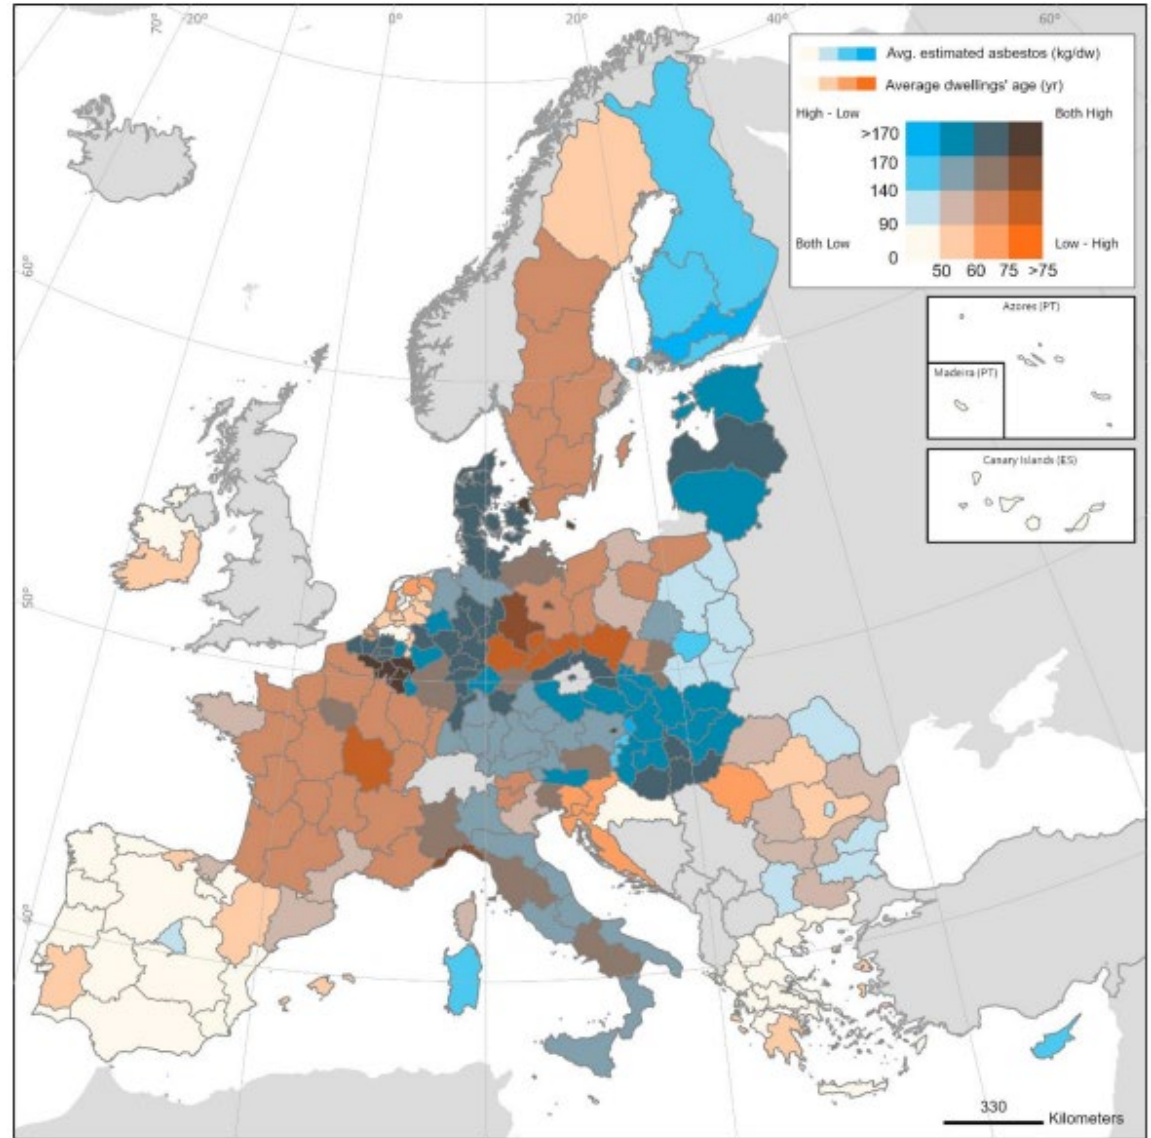 70°
20°
0°
20°
40°
60°
Avg. estimated asbestos (kg/dw)
Average dwellings' age (yr)
High - Low
Both High
>170
170
140
90
Both Low
Low - High
0
50 60 75 >75
60°
Azores (PT)
Madeira (PT)
Canary Islands (ES)
50°
40°
330
Kilometers